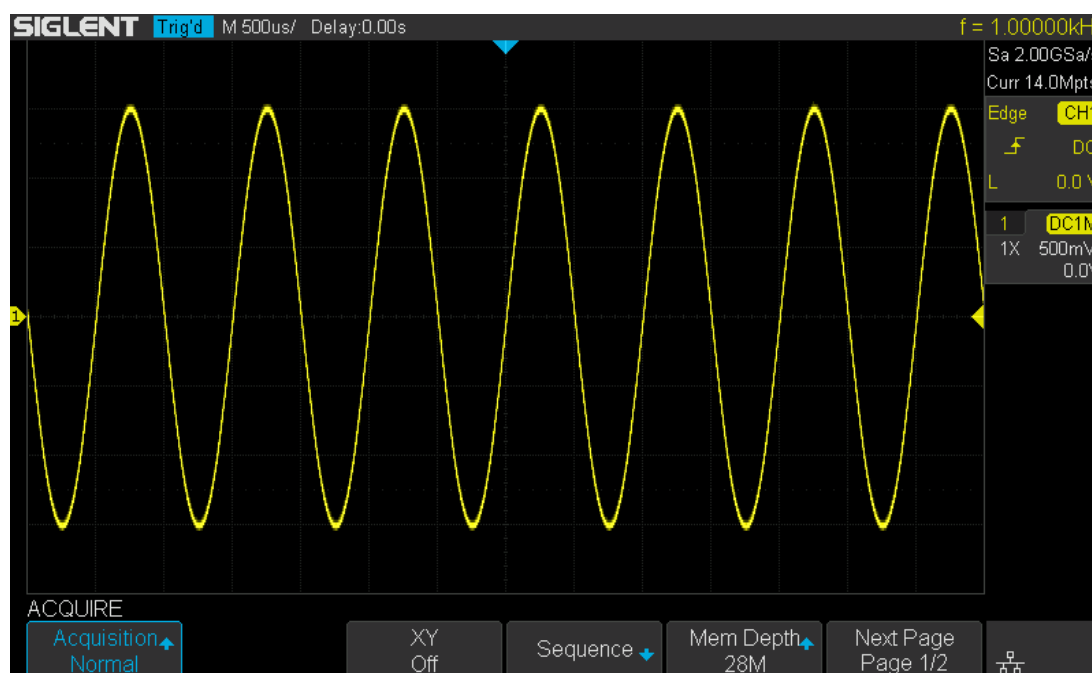 SIGLENT Trig'd M 500us/ Delay:0.00s f = 1.00000kH
Sa 2.00GSa/
Curr 14.0Mpts
Edge CH1
DC
L 0.0 V
1 DC1M
1X 500mV
0.0V
1
ACQUIRE
Acquisition XY Sequence Mem Depth Next Page
Normal Off 28M Page 1/2